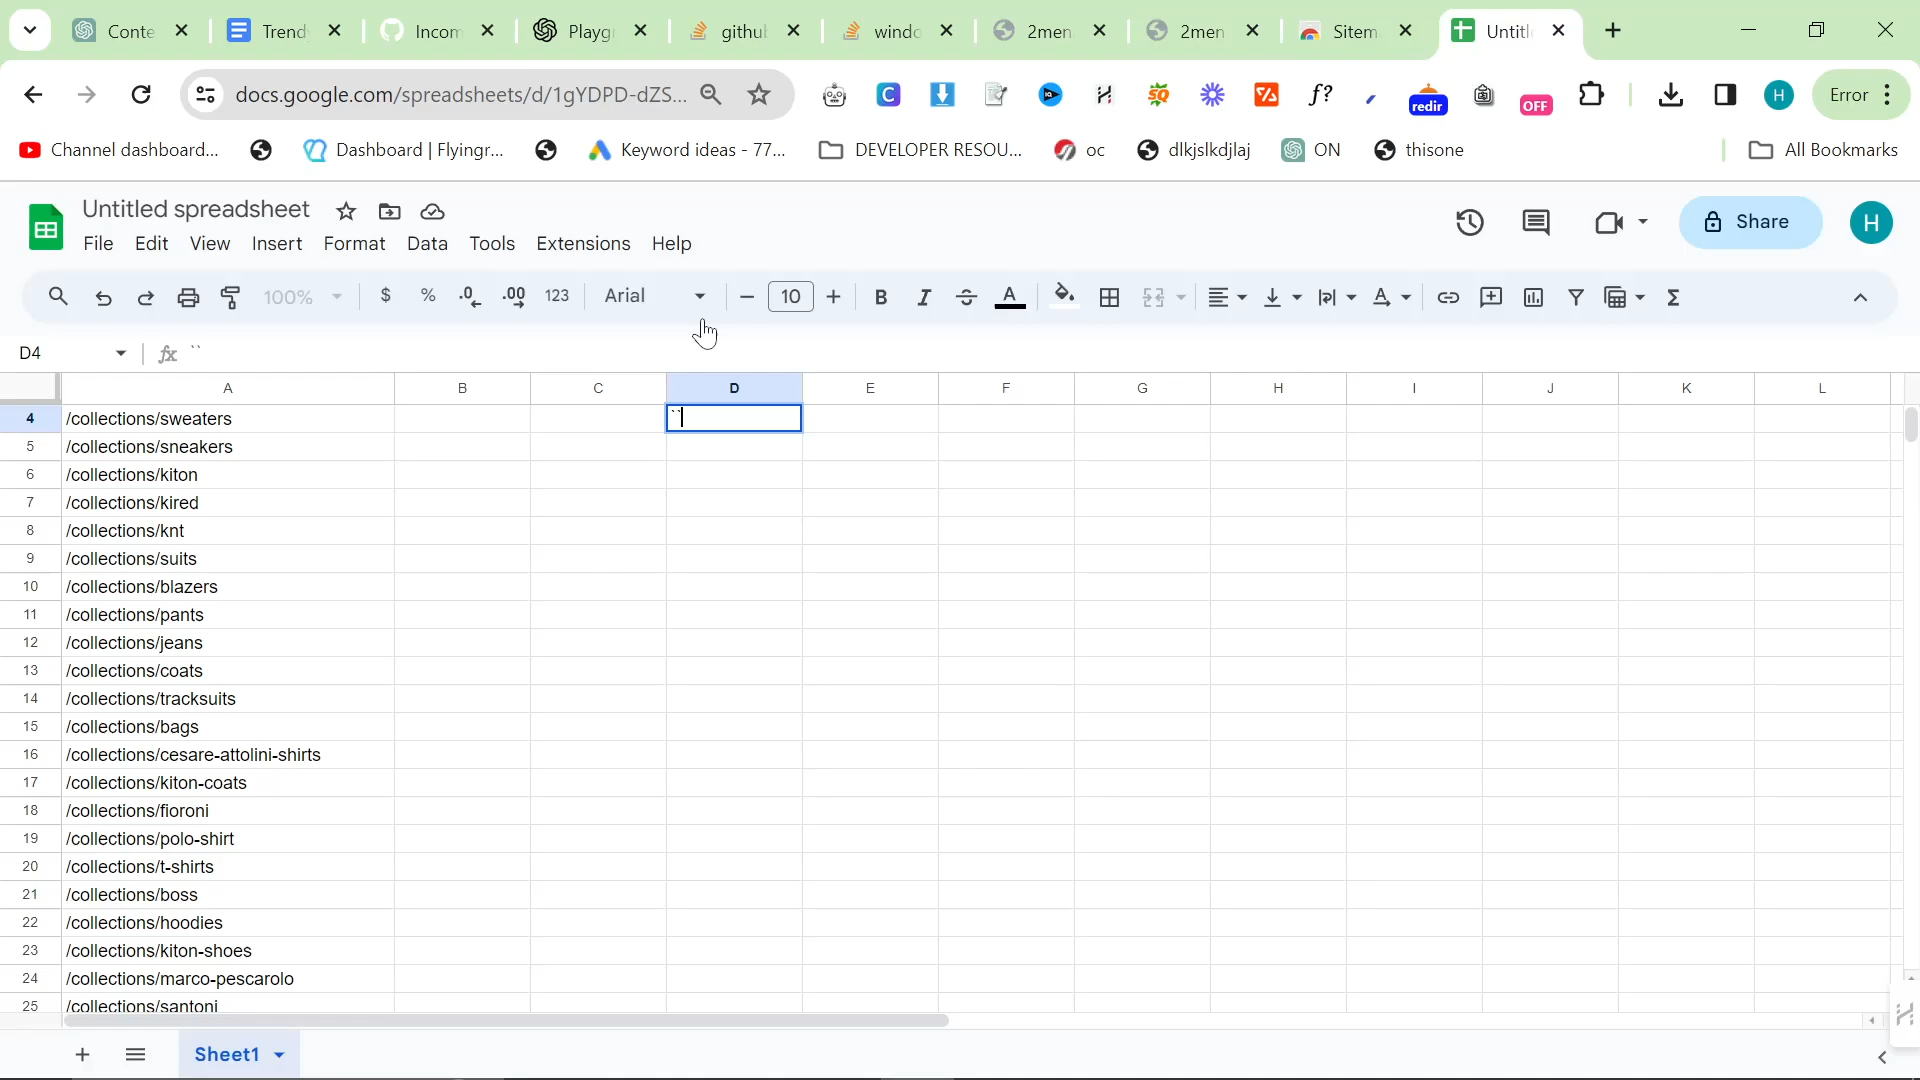 Conte
Trend
Incom
Playg
githu
windo
2men
2men
Sitem
Untitl
docs.google.com/spreadsheets/d/1gYDPD-dZS...
redir
OFF
H
Error
Channel dashboard...
Dashboard | Flyingr...
Keyword ideas - 77...
DEVELOPER RESOU...
oc
dlkjslkdjlaj
ON
thisone
All Bookmarks
Untitled spreadsheet
File Edit View Insert Format Data Tools Extensions Help
Share
H
100%
$ % .0 .00 123
Arial
10
B I A
D4
fx ``
A B C D E F G H I J K L
4 /collections/sweaters ``
5 /collections/sneakers
6 /collections/kiton
7 /collections/kired
8 /collections/knt
9 /collections/suits
10 /collections/blazers
11 /collections/pants
12 /collections/jeans
13 /collections/coats
14 /collections/tracksuits
15 /collections/bags
16 /collections/cesare-attolini-shirts
17 /collections/kiton-coats
18 /collections/fioroni
19 /collections/polo-shirt
20 /collections/t-shirts
21 /collections/boss
22 /collections/hoodies
23 /collections/kiton-shoes
24 /collections/marco-pescarolo
25 /collections/santoni
Sheet1